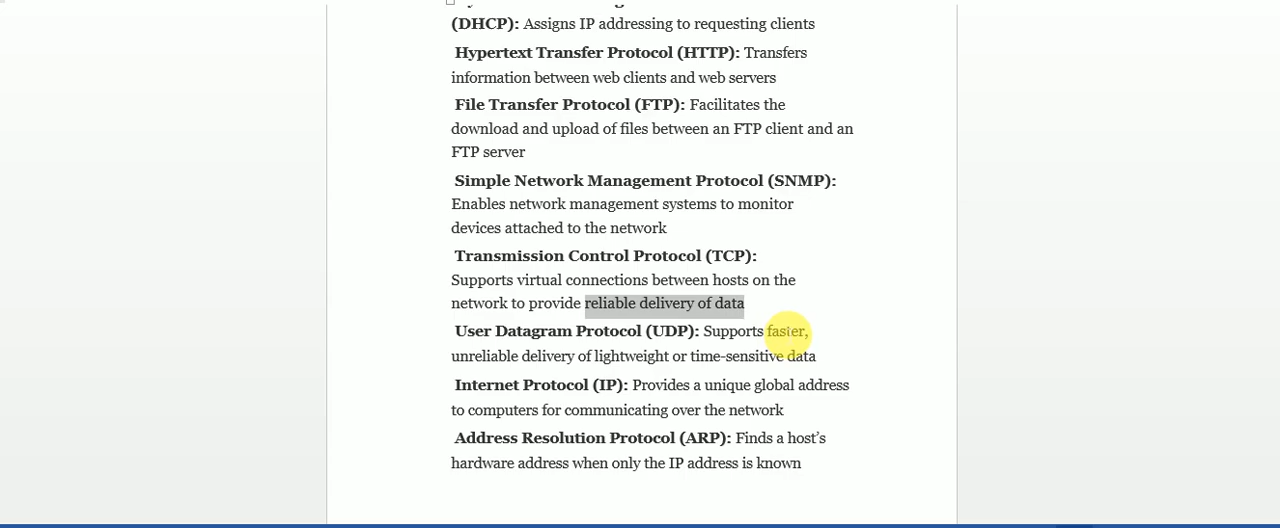 (DHCP): Assigns IP addressing to requesting clients
Hypertext Transfer Protocol (HTTP): Transfers
information between web clients and web servers
File Transfer Protocol (FTP): Facilitates the
download and upload of files between an FTP client and an
FTP server
Simple Network Management Protocol (SNMP):
Enables network management systems to monitor
devices attached to the network
Transmission Control Protocol (TCP):
Supports virtual connections between hosts on the
network to provide reliable delivery of data
User Datagram Protocol (UDP): Supports faster,
unreliable delivery of lightweight or time-sensitive data
Internet Protocol (IP): Provides a unique global address
to computers for communicating over the network
Address Resolution Protocol (ARP): Finds a host’s
hardware address when only the IP address is known